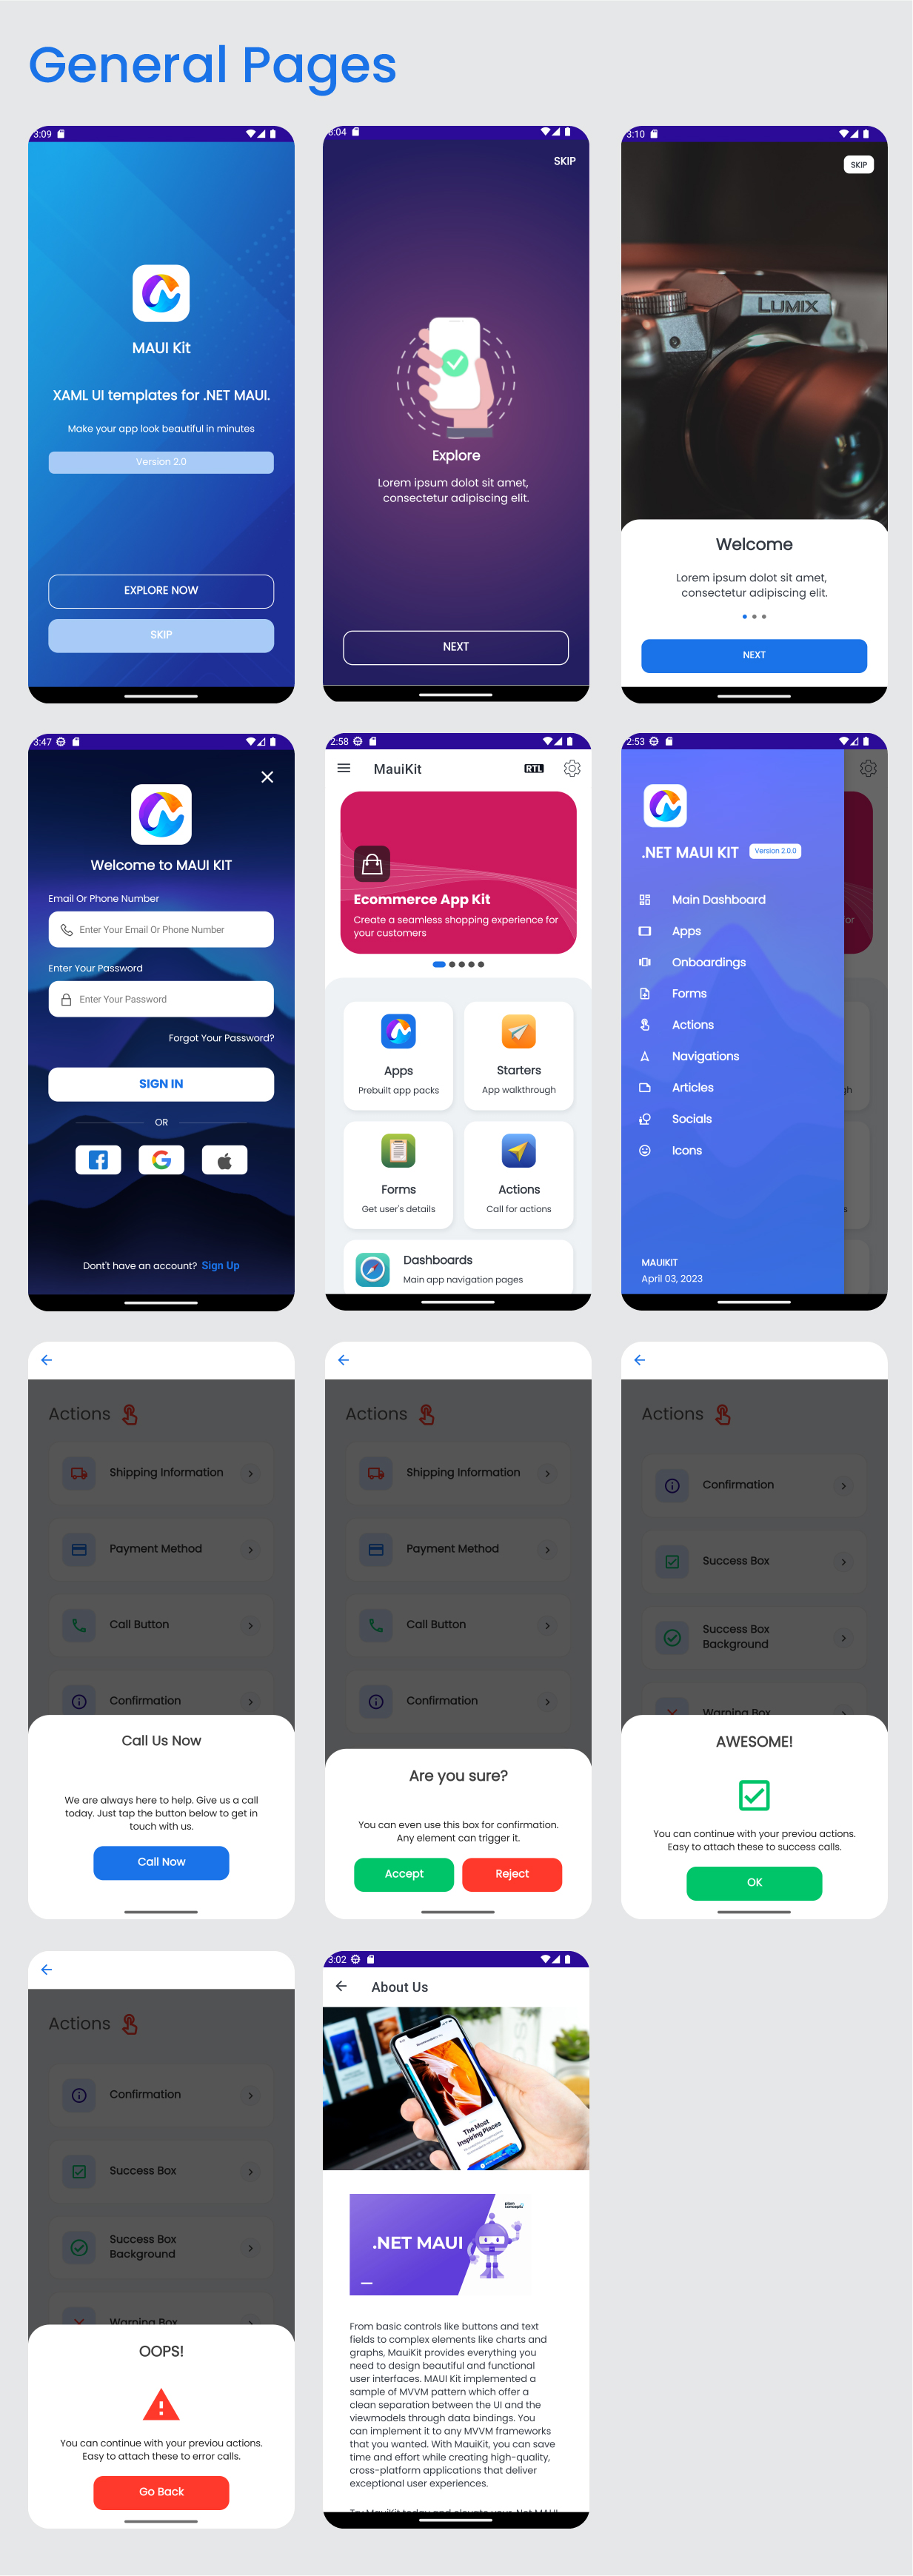 General Pages
3:09
MAUI Kit
XAML UI templates for .NET MAUI.
Make your app look beautiful in minutes
Version 2.0
EXPLORE NOW
SKIP
8:04
SKIP
Explore
Lorem ipsum dolot sit amet,
consectetur adipiscing elit.
NEXT
3:10
SKIP
LUMIX
Welcome
Lorem ipsum dolot sit amet,
consectetur adipiscing elit.
NEXT
3:47
Welcome to MAUI KIT
Email Or Phone Number
Enter Your Email Or Phone Number
Enter Your Password
Enter Your Password
Forgot Your Password?
SIGN IN
OR
Dont't have an account? Sign Up
2:58
MauiKit
RTL
Ecommerce App Kit
Create a seamless shopping experience for
your customers
Apps
Prebuilt app packs
Starters
App walkthrough
Forms
Get user's details
Actions
Call for actions
Dashboards
Main app navigation pages
2:53
.NET MAUI KIT
Version 2.0.0
Main Dashboard
Apps
Onboardings
Forms
Actions
Navigations
Articles
Socials
Icons
MAUIKIT
April 03, 2023
Actions
Shipping Information
Payment Method
Call Button
Confirmation
Call Us Now
We are always here to help. Give us a call
today. Just tap the button below to get in
touch with us.
Call Now
Actions
Shipping Information
Payment Method
Call Button
Confirmation
Are you sure?
You can even use this box for confirmation.
Any element can trigger it.
Accept
Reject
Actions
Confirmation
Success Box
Success Box
Background
Warning Box
AWESOME!
You can continue with your previou actions.
Easy to attach these to success calls.
OK
Actions
Confirmation
Success Box
Success Box
Background
Warning Box
OOPS!
You can continue with your previou actions.
Easy to attach these to error calls.
Go Back
3:02
About Us
The Most
Inspiring Places
plain
concepts
.NET MAUI
From basic controls like buttons and text
fields to complex elements like charts and
graphs, MauiKit provides everything you
need to design beautiful and functional
user interfaces. MAUI Kit implemented a
sample of MVVM pattern which offer a
clean separation between the UI and the
viewmodels through data bindings. You
can implement it to any MVVM frameworks
that you wanted. With MauiKit, you can save
time and effort while creating high-quality,
cross-platform applications that deliver
exceptional user experiences.
Try MauiKit today and elevate your .Net MAUI